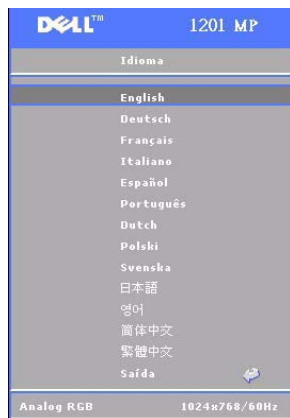 DELL™ 1201 MP
Idioma
English
Deutsch
Français
Italiano
Español
Português
Dutch
Polski
Svenska
日本語
영어
简体中文
繁體中文
Saída
Analog RGB 1024x768/60Hz